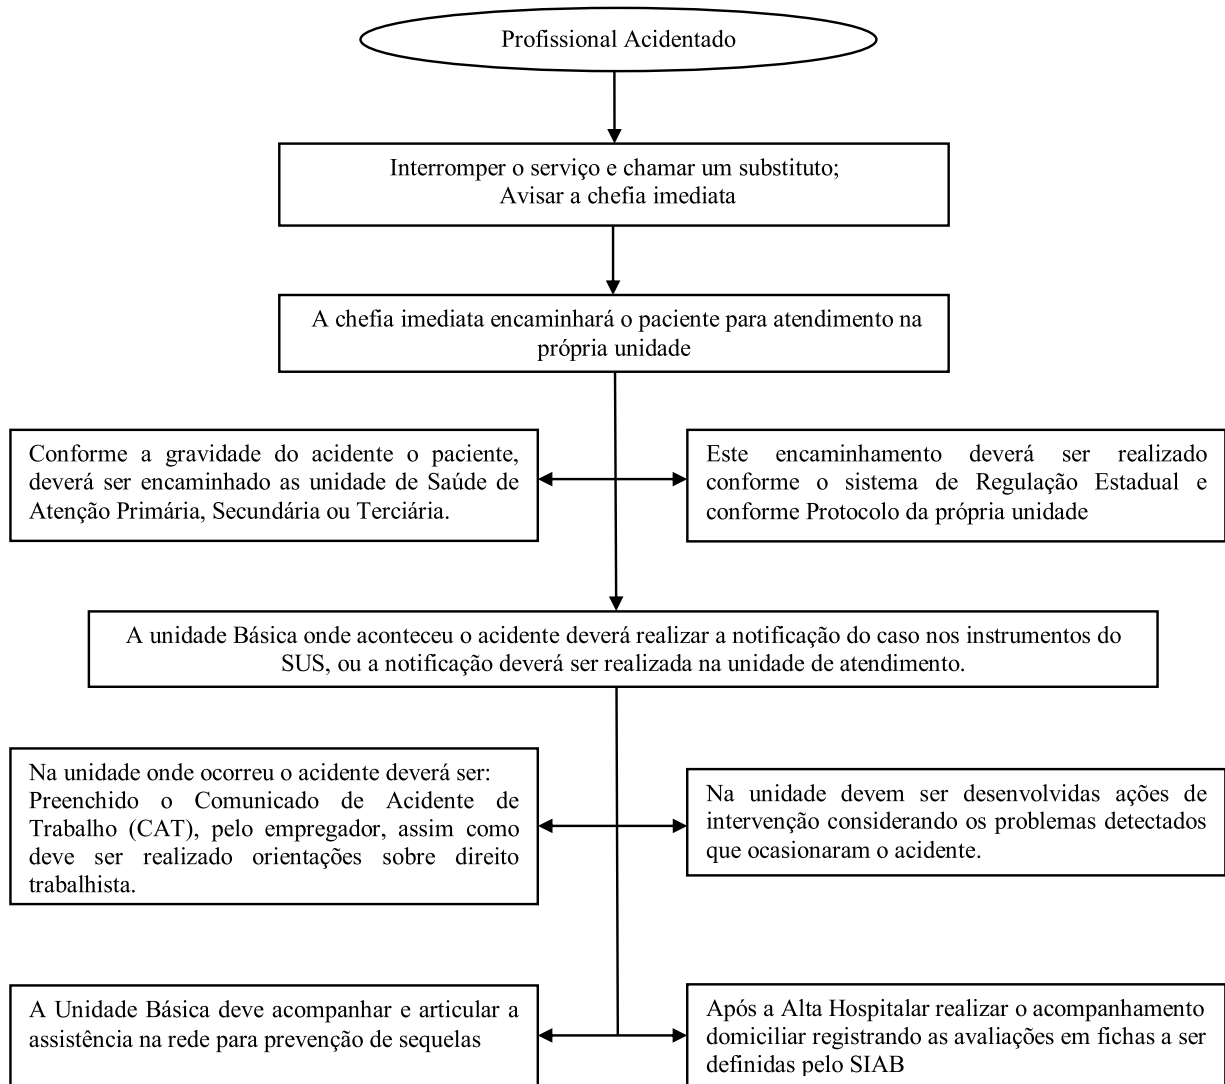 Profissional Acidentado
Interromper o serviço e chamar um substituto;
Avisar a chefia imediata
A chefia imediata encaminhará o paciente para atendimento na
própria unidade
Conforme a gravidade do acidente o paciente,
deverá ser encaminhado as unidade de Saúde de
Atenção Primária, Secundária ou Terciária.
Este encaminhamento deverá ser realizado
conforme o sistema de Regulação Estadual e
conforme Protocolo da própria unidade
A unidade Básica onde aconteceu o acidente deverá realizar a notificação do caso nos instrumentos do
SUS, ou a notificação deverá ser realizada na unidade de atendimento.
Na unidade onde ocorreu o acidente deverá ser:
Preenchido o Comunicado de Acidente de
Trabalho (CAT), pelo empregador, assim como
deve ser realizado orientações sobre direito
trabalhista.
Na unidade devem ser desenvolvidas ações de
intervenção considerando os problemas detectados
que ocasionaram o acidente.
A Unidade Básica deve acompanhar e articular a
assistência na rede para prevenção de sequelas
Após a Alta Hospitalar realizar o acompanhamento
domiciliar registrando as avaliações em fichas a ser
definidas pelo SIAB